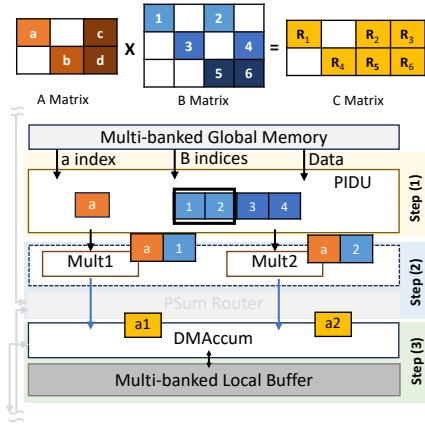 1 2
a c X 3 4 = R1 R2 R3
b d 5 6 R4 R5 R6
A Matrix B Matrix C Matrix
Multi-banked Global Memory
a index B indices Data
PIDU
a 1 2 3 4
Step (1)
a 1 a 2
Mult1 Mult2
Step (2)
PSum Router
a1 a2
DMAccum
Step (3)
Multi-banked Local Buffer